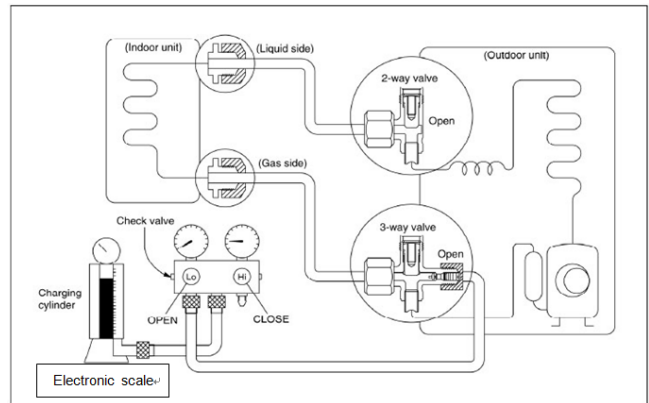 (Indoor unit)
(Liquid side)
(Outdoor unit)
2-way valve
Open
(Gas side)
3-way valve
Open
Check valve
Lo
Hi
OPEN
CLOSE
Charging
cylinder
Electronic scale